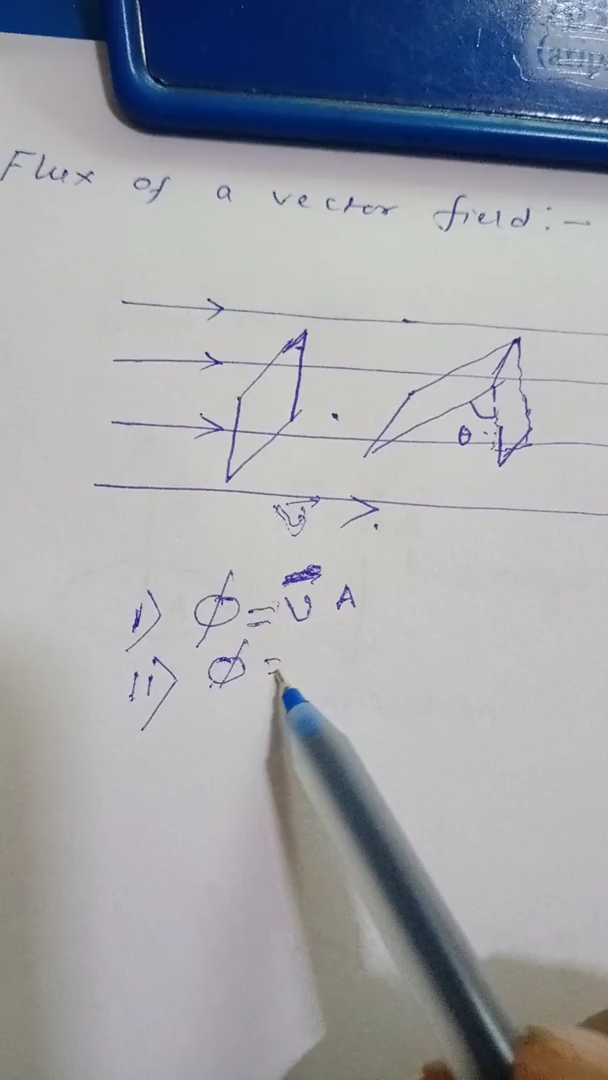 Flux of a vector field:-
θ
v
i) ϕ = v A
ii) ϕ =